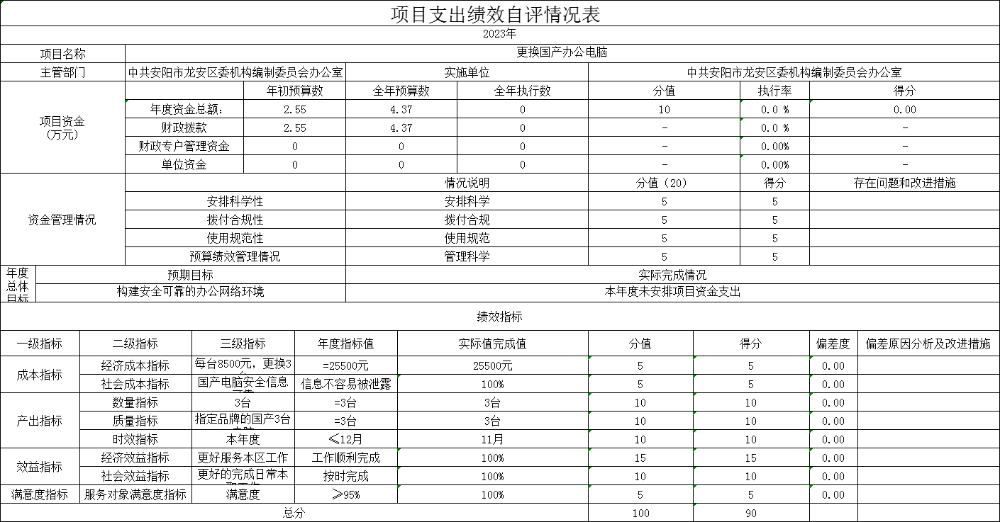 项目支出绩效自评情况表
2023年
项目名称 更换国产办公电脑
主管部门 中共安阳市龙安区委机构编制委员会办公室 实施单位 中共安阳市龙安区委机构编制委员会办公室
项目资金（万元） 年初预算数 全年预算数 全年执行数 分值 执行率 得分
年度资金总额： 2.55 4.37 0 10 0.0 % 0.00
财政拨款 2.55 4.37 0 － 0.0 % －
财政专户管理资金 0 0 0 － 0.00% －
单位资金 0 0 0 － 0.00% －
资金管理情况 情况说明 分值（20） 得分 存在问题和改进措施
安排科学性 安排科学 5 5
拨付合规性 拨付合规 5 5
使用规范性 使用规范 5 5
预算绩效管理情况 管理科学 5 5
年度总体目标 预期目标 实际完成情况
构建安全可靠的办公网络环境 本年度未安排项目资金支出
绩效指标
一级指标 二级指标 三级指标 年度指标值 实际值完成值 分值 得分 偏差度 偏差原因分析及改进措施
成本指标 经济成本指标 每台8500元，更换3 =25500元 25500元 5 5 0.00
社会成本指标 国产电脑安全信息 信息不容易被泄露 100% 5 5 0.00
产出指标 数量指标 3台 =3台 3台 10 10 0.00
质量指标 指定品牌的国产3台 =3台 3台 10 10 0.00
时效指标 本年度 ≤12月 11月 10 10 0.00
效益指标 经济效益指标 更好服务本区工作 工作顺利完成 100% 15 15 0.00
社会效益指标 更好的完成日常本 按时完成 100% 10 10 0.00
满意度指标 服务对象满意度指标 满意度 ≥95% 100% 5 5 0.00
总分 100 90